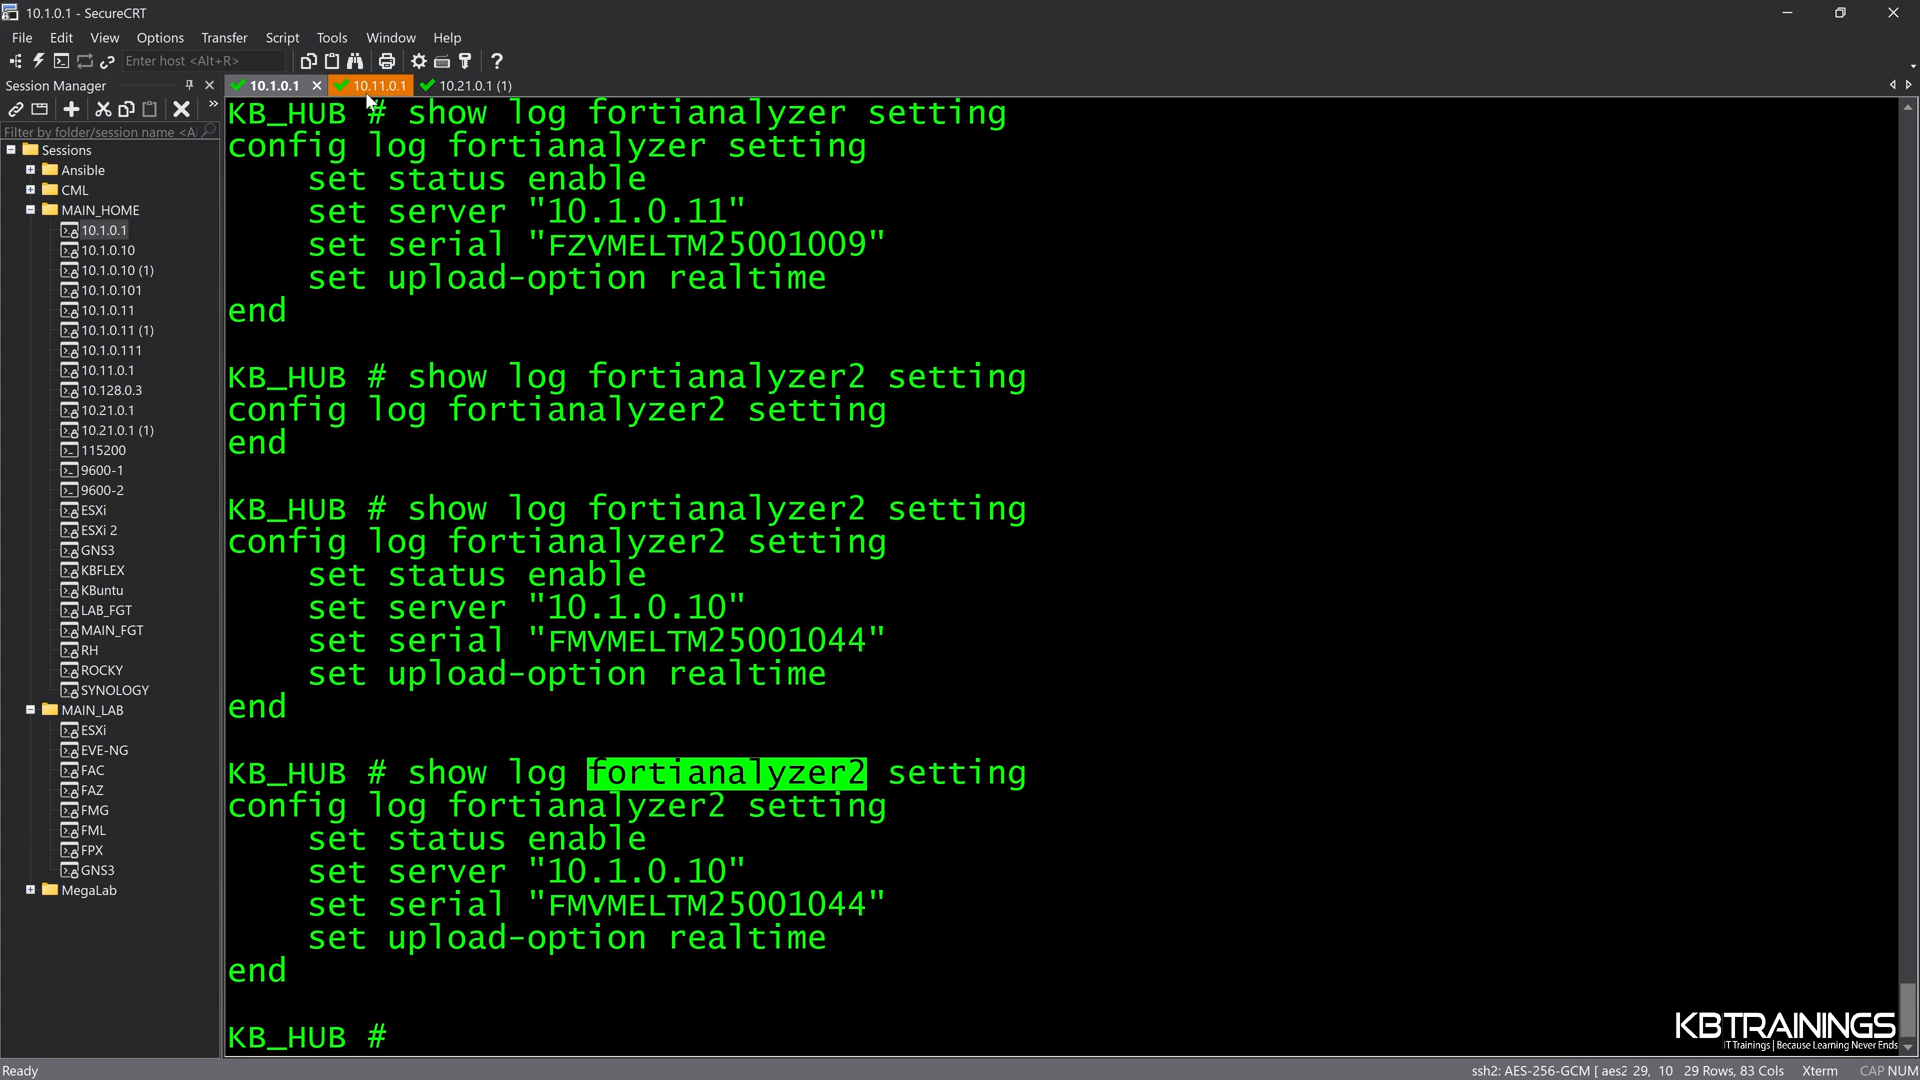 10.1.0.1 - SecureCRT
File Edit View Options Transfer Script Tools Window Help
Enter host <Alt+R>
Session Manager
10.1.0.1
10.11.0.1
10.21.0.1 (1)
Filter by folder/session name <Al
Sessions
Ansible
CML
MAIN_HOME
10.1.0.1
10.1.0.10
10.1.0.10 (1)
10.1.0.101
10.1.0.11
10.1.0.11 (1)
10.1.0.111
10.11.0.1
10.128.0.3
10.21.0.1
10.21.0.1 (1)
115200
9600-1
9600-2
ESXi
ESXi 2
GNS3
KBFLEX
KBuntu
LAB_FGT
MAIN_FGT
RH
ROCKY
SYNOLOGY
MAIN_LAB
ESXi
EVE-NG
FAC
FAZ
FMG
FML
FPX
GNS3
MegaLab
KB_HUB # show log fortianalyzer setting
config log fortianalyzer setting
    set status enable
    set server "10.1.0.11"
    set serial "FZVMELTM25001009"
    set upload-option realtime
end
KB_HUB # show log fortianalyzer2 setting
config log fortianalyzer2 setting
end
KB_HUB # show log fortianalyzer2 setting
config log fortianalyzer2 setting
    set status enable
    set server "10.1.0.10"
    set serial "FMVMELTM25001044"
    set upload-option realtime
end
KB_HUB # show log fortianalyzer2 setting
config log fortianalyzer2 setting
    set status enable
    set server "10.1.0.10"
    set serial "FMVMELTM25001044"
    set upload-option realtime
end
KB_HUB #
KBTRAININGS
IT Trainings | Because Learning Never Ends
Ready
ssh2: AES-256-GCM [ aes2 29, 10 29 Rows, 83 Cols Xterm CAP NUM